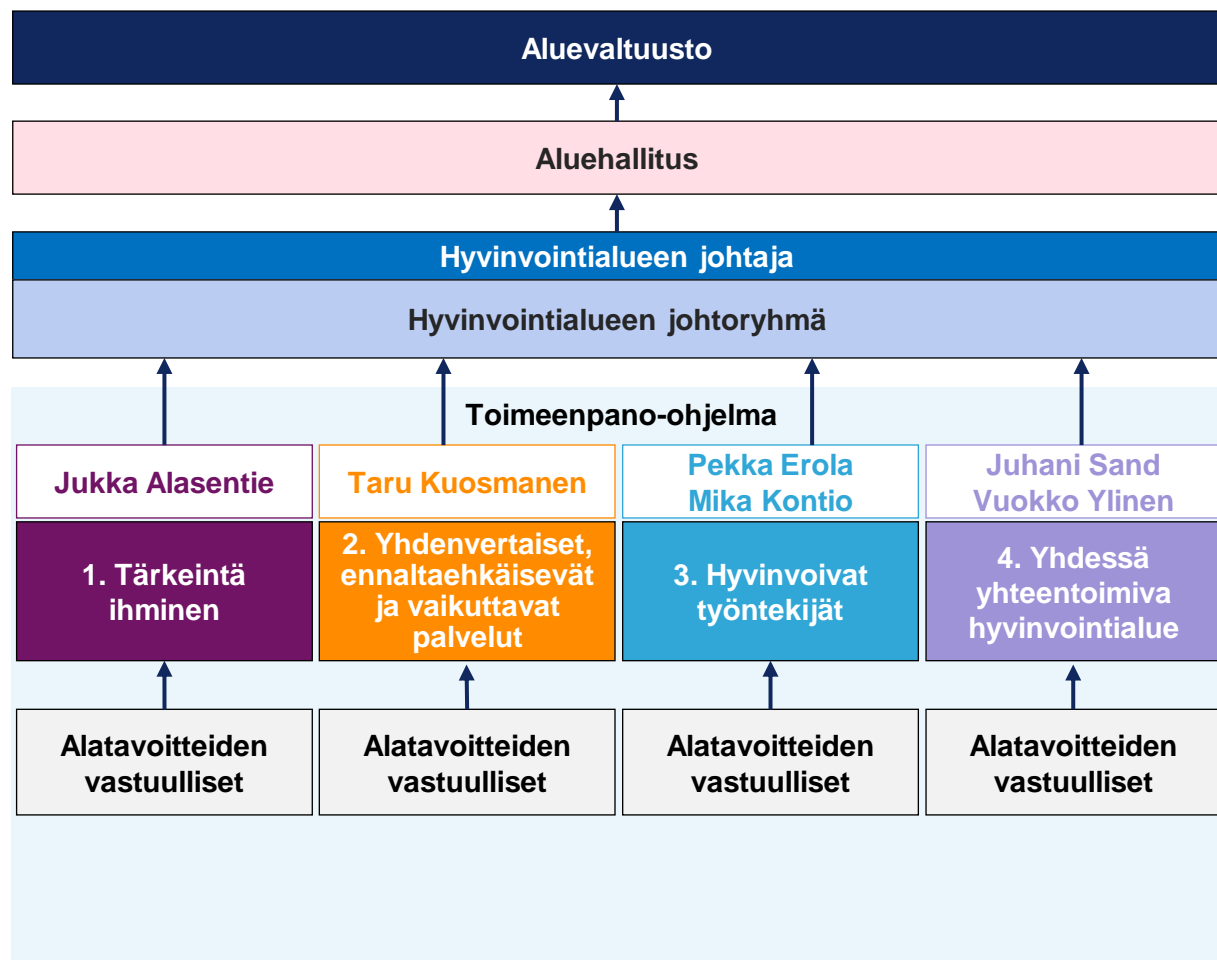 Aluevaltuusto
Aluehallitus
Hyvinvointialueen johtaja
Hyvinvointialueen johtoryhmä
Toimeenpano-ohjelma
Jukka Alasentie
Taru Kuosmanen
Pekka Erola
Mika Kontio
Juhani Sand
Vuokko Ylinen
1. Tärkeintä
ihminen
2. Yhdenvertaiset,
ennaltaehkäisevät
ja vaikuttavat
palvelut
3. Hyvinvoivat
työntekijät
4. Yhdessä
yhteentoimiva
hyvinvointialue
Alatavoitteiden
vastuulliset
Alatavoitteiden
vastuulliset
Alatavoitteiden
vastuulliset
Alatavoitteiden
vastuulliset